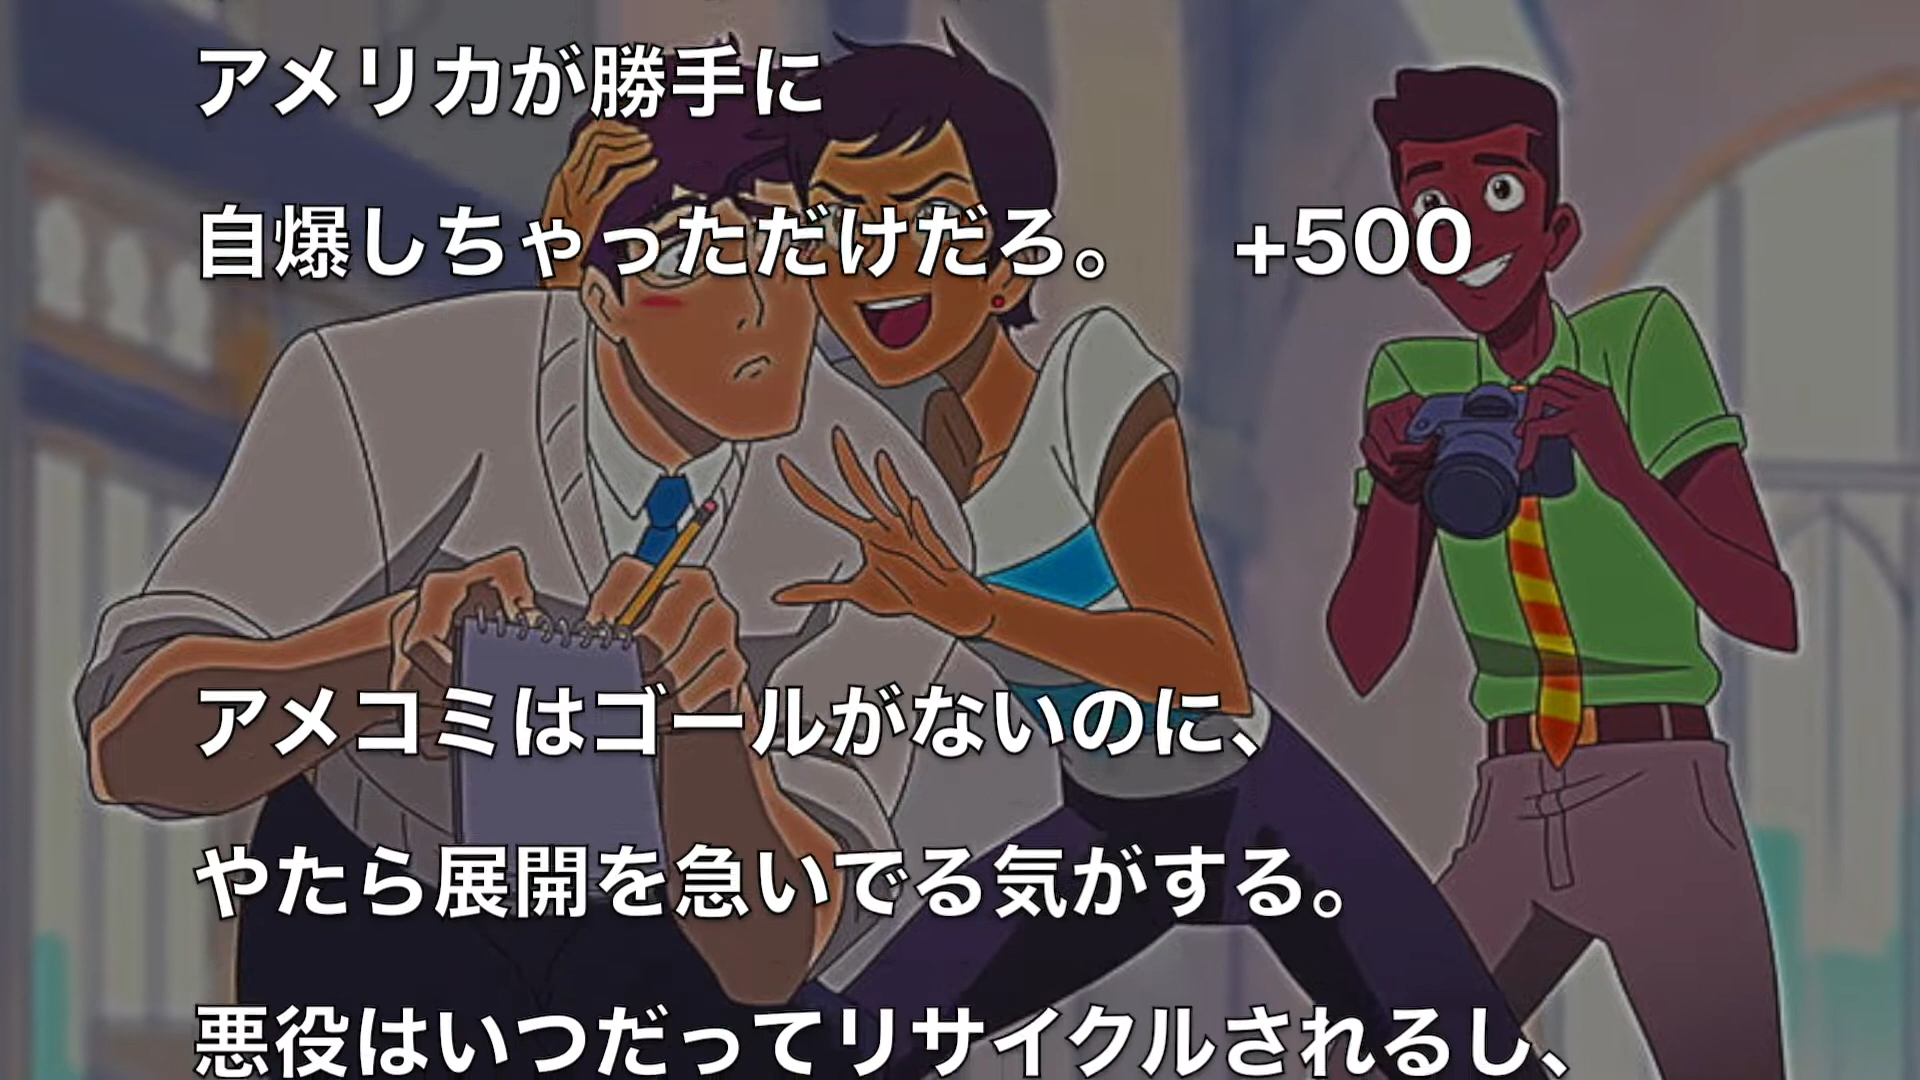 アメリカが勝手に
自爆しちゃっただけだろ。 +500
アメコミはゴールがないのに、
やたら展開を急いでる気がする。
悪役はいつだってリサイクルされるし、